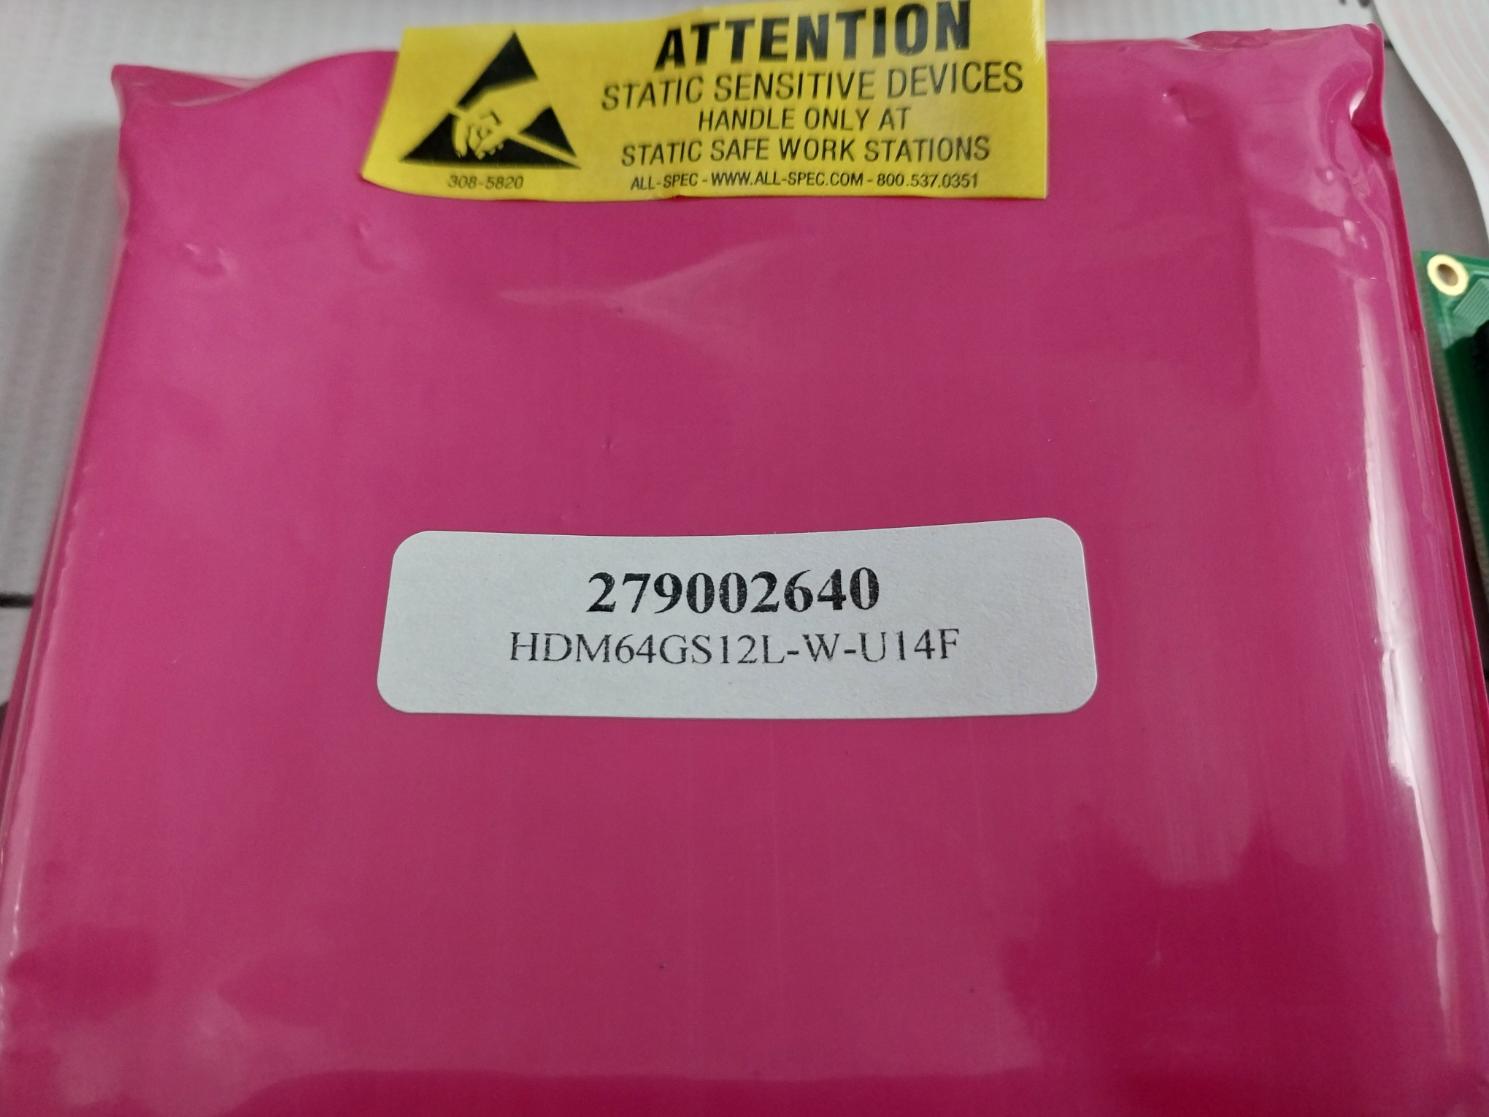 ATTENTION
STATIC SENSITIVE DEVICES
HANDLE ONLY AT
STATIC SAFE WORK STATIONS
308-5820
ALL-SPEC - WWW.ALL-SPEC.COM - 800.537.0351
279002640
HDM64GS12L-W-U14F